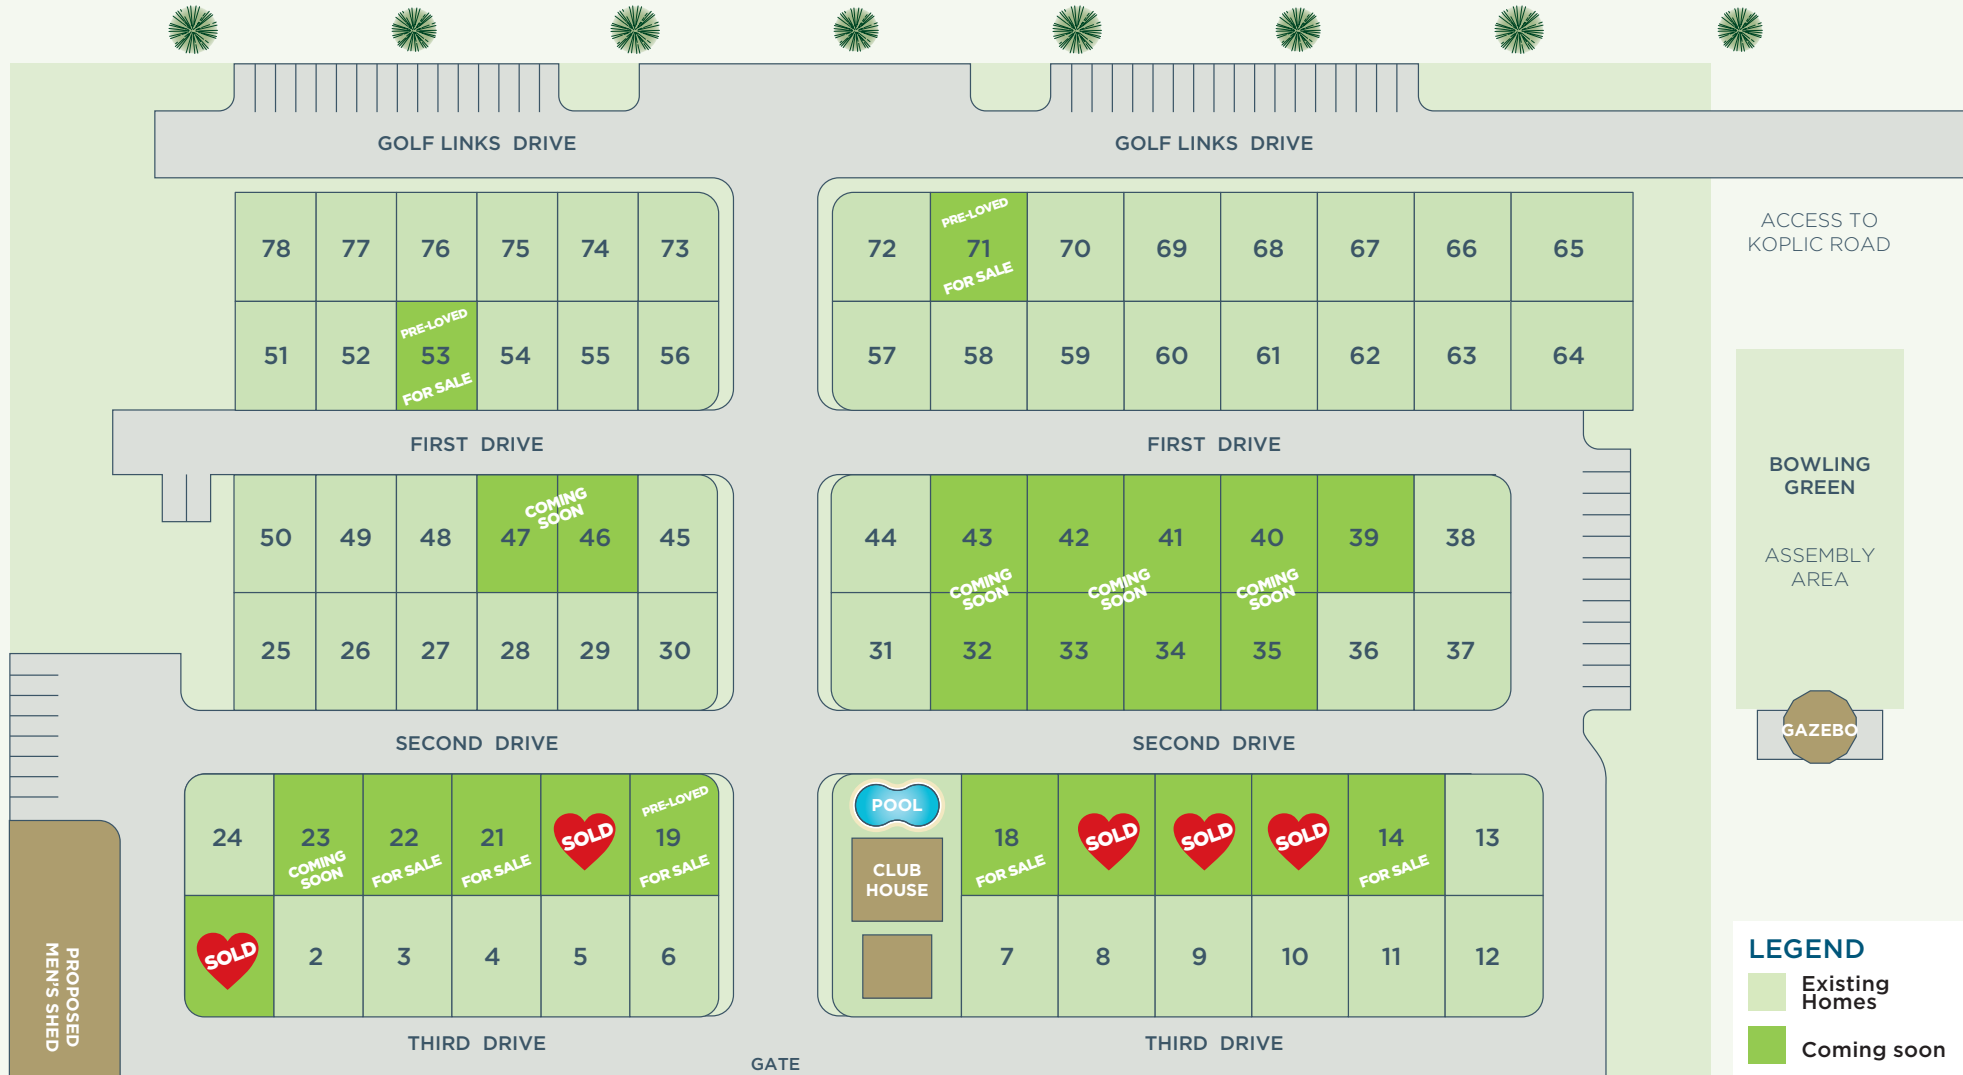 GOLF LINKS DRIVE
GOLF LINKS DRIVE
78 77 76 75 74 73
72 PRE-LOVED 71 FOR SALE 70 69 68 67 66 65
ACCESS TO
KOPLIC ROAD
51 52 PRE-LOVED 53 FOR SALE 54 55 56
57 58 59 60 61 62 63 64
FIRST DRIVE
FIRST DRIVE
BOWLING
GREEN
ASSEMBLY
AREA
COMING
SOON
50 49 48 47 46 45
44 43 42 41 40 39 38
COMING
SOON
COMING
SOON
COMING
SOON
25 26 27 28 29 30
31 32 33 34 35 36 37
GAZEBO
SECOND DRIVE
SECOND DRIVE
24
23
COMING
SOON
22
FOR SALE
21
FOR SALE
SOLD
PRE-LOVED
19
FOR SALE
POOL
CLUB
HOUSE
18
FOR SALE
SOLD
SOLD
SOLD
14
FOR SALE
13
SOLD 2 3 4 5 6
7 8 9 10 11 12
PROPOSED
MEN'S SHED
THIRD DRIVE
THIRD DRIVE
GATE
LEGEND
Existing
Homes
Coming soon